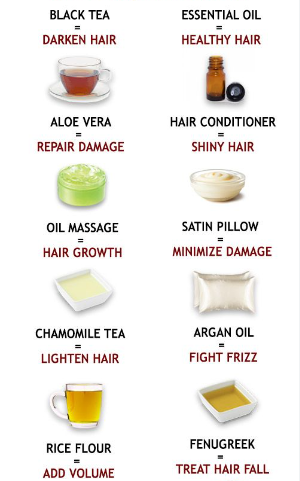 BLACK TEA
=
DARKEN HAIR
ESSENTIAL OIL
=
HEALTHY HAIR
ALOE VERA
=
REPAIR DAMAGE
HAIR CONDITIONER
=
SHINY HAIR
OIL MASSAGE
=
HAIR GROWTH
SATIN PILLOW
=
MINIMIZE DAMAGE
CHAMOMILE TEA
=
LIGHTEN HAIR
ARGAN OIL
=
FIGHT FRIZZ
RICE FLOUR
=
ADD VOLUME
FENUGREEK
=
TREAT HAIR FALL